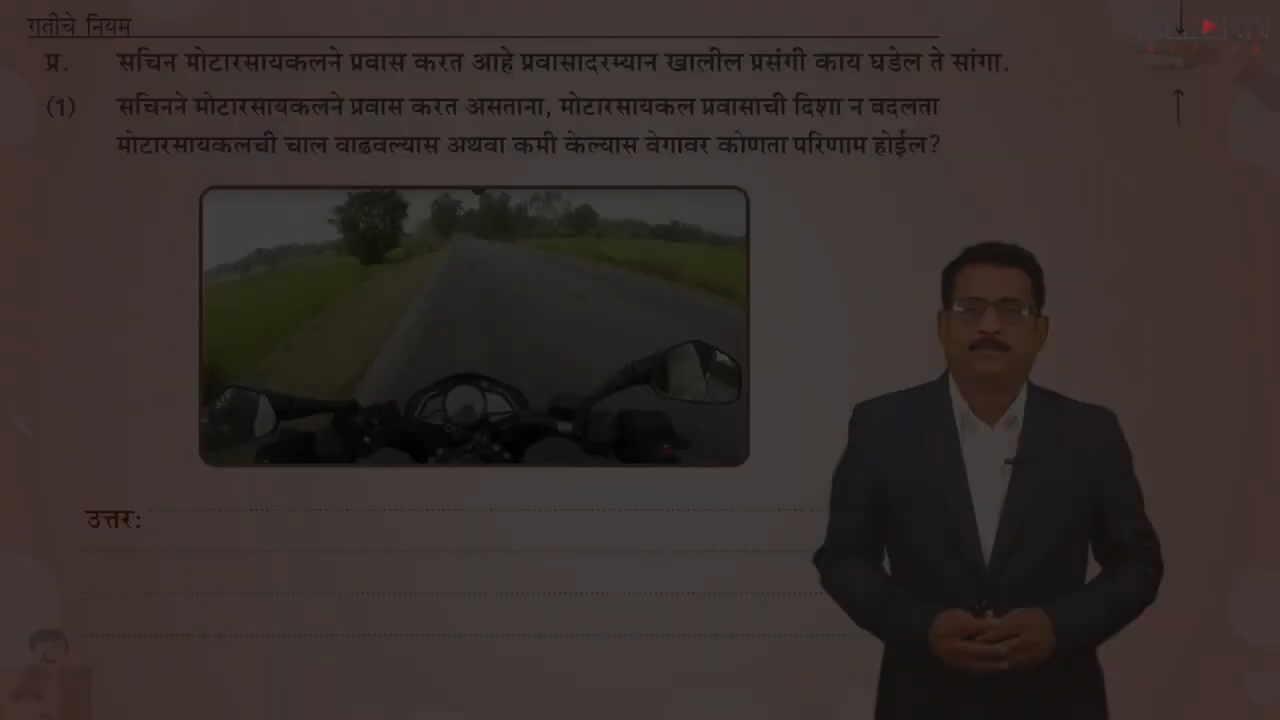 गतीचे नियम
प्र. सचिन मोटारसायकलने प्रवास करत आहे प्रवासादरम्यान खालील प्रसंगी काय घडेल ते सांगा.
(1) सचिनने मोटारसायकलने प्रवास करत असताना, मोटारसायकल प्रवासाची दिशा न बदलता
मोटारसायकलची चाल वाढवल्यास अथवा कमी केल्यास वेगावर कोणता परिणाम होईल?
उत्तर: